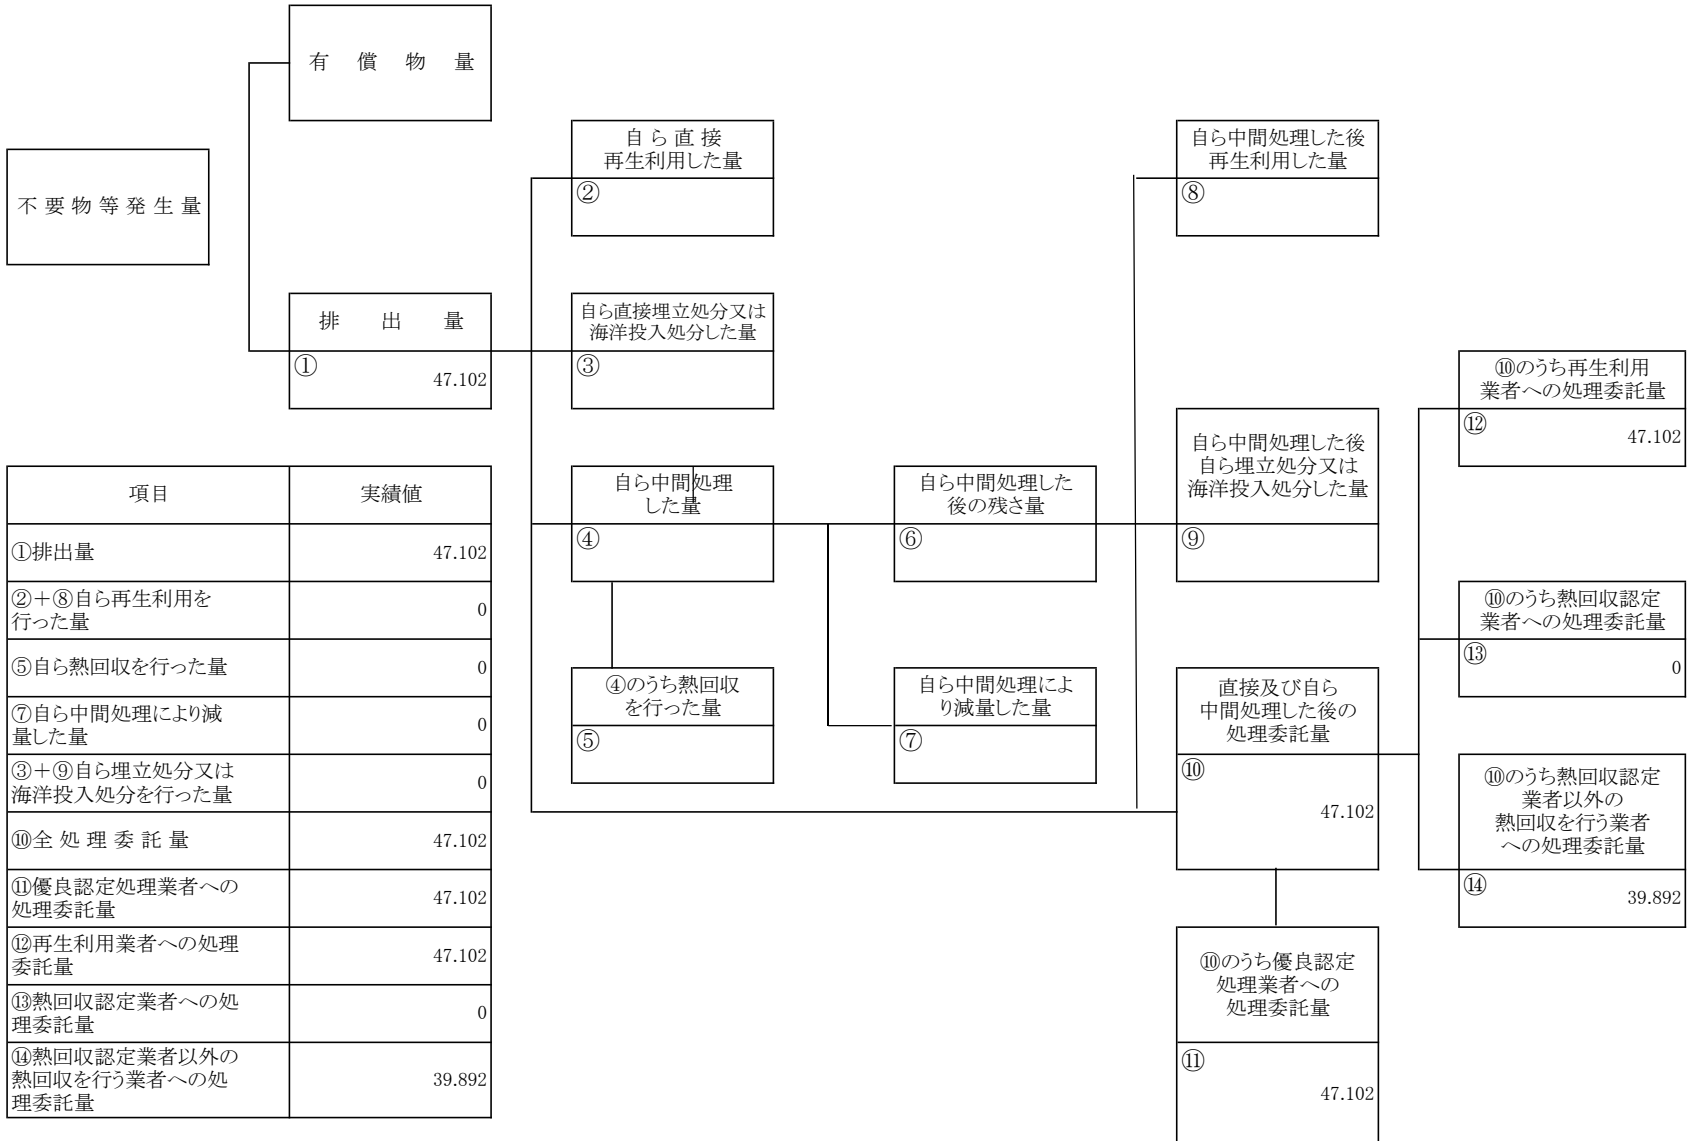 有 償 物 量
不 要 物 等 発 生 量
自 ら 直 接
再生利用した量
②
自ら中間処理した後
再生利用した量
⑧
排 出 量
①
47.102
自ら直接埋立処分又は
海洋投入処分した量
③
⑩のうち再生利用
業者への処理委託量
⑫
47.102
自ら中間処理
した量
④
自ら中間処理した
後の残さ量
⑥
自ら中間処理した後
自ら埋立処分又は
海洋投入処分した量
⑨
⑩のうち熱回収認定
業者への処理委託量
⑬
0
④のうち熱回収
を行った量
⑤
自ら中間処理によ
り減量した量
⑦
直接及び自ら
中間処理した後の
処理委託量
⑩
47.102
⑩のうち熱回収認定
業者以外の
熱回収を行う業者
への処理委託量
⑭
39.892
⑩のうち優良認定
処理業者への
処理委託量
⑪
47.102
項目
実績値
①排出量
47.102
②＋⑧自ら再生利用を
行った量
0
⑤自ら熱回収を行った量
0
⑦自ら中間処理により減
量した量
0
③＋⑨自ら埋立処分又は
海洋投入処分を行った量
0
⑩全 処 理 委 託 量
47.102
⑪優良認定処理業者への
処理委託量
47.102
⑫再生利用業者への処理
委託量
47.102
⑬熱回収認定業者への処
理委託量
0
⑭熱回収認定業者以外の
熱回収を行う業者への処
理委託量
39.892